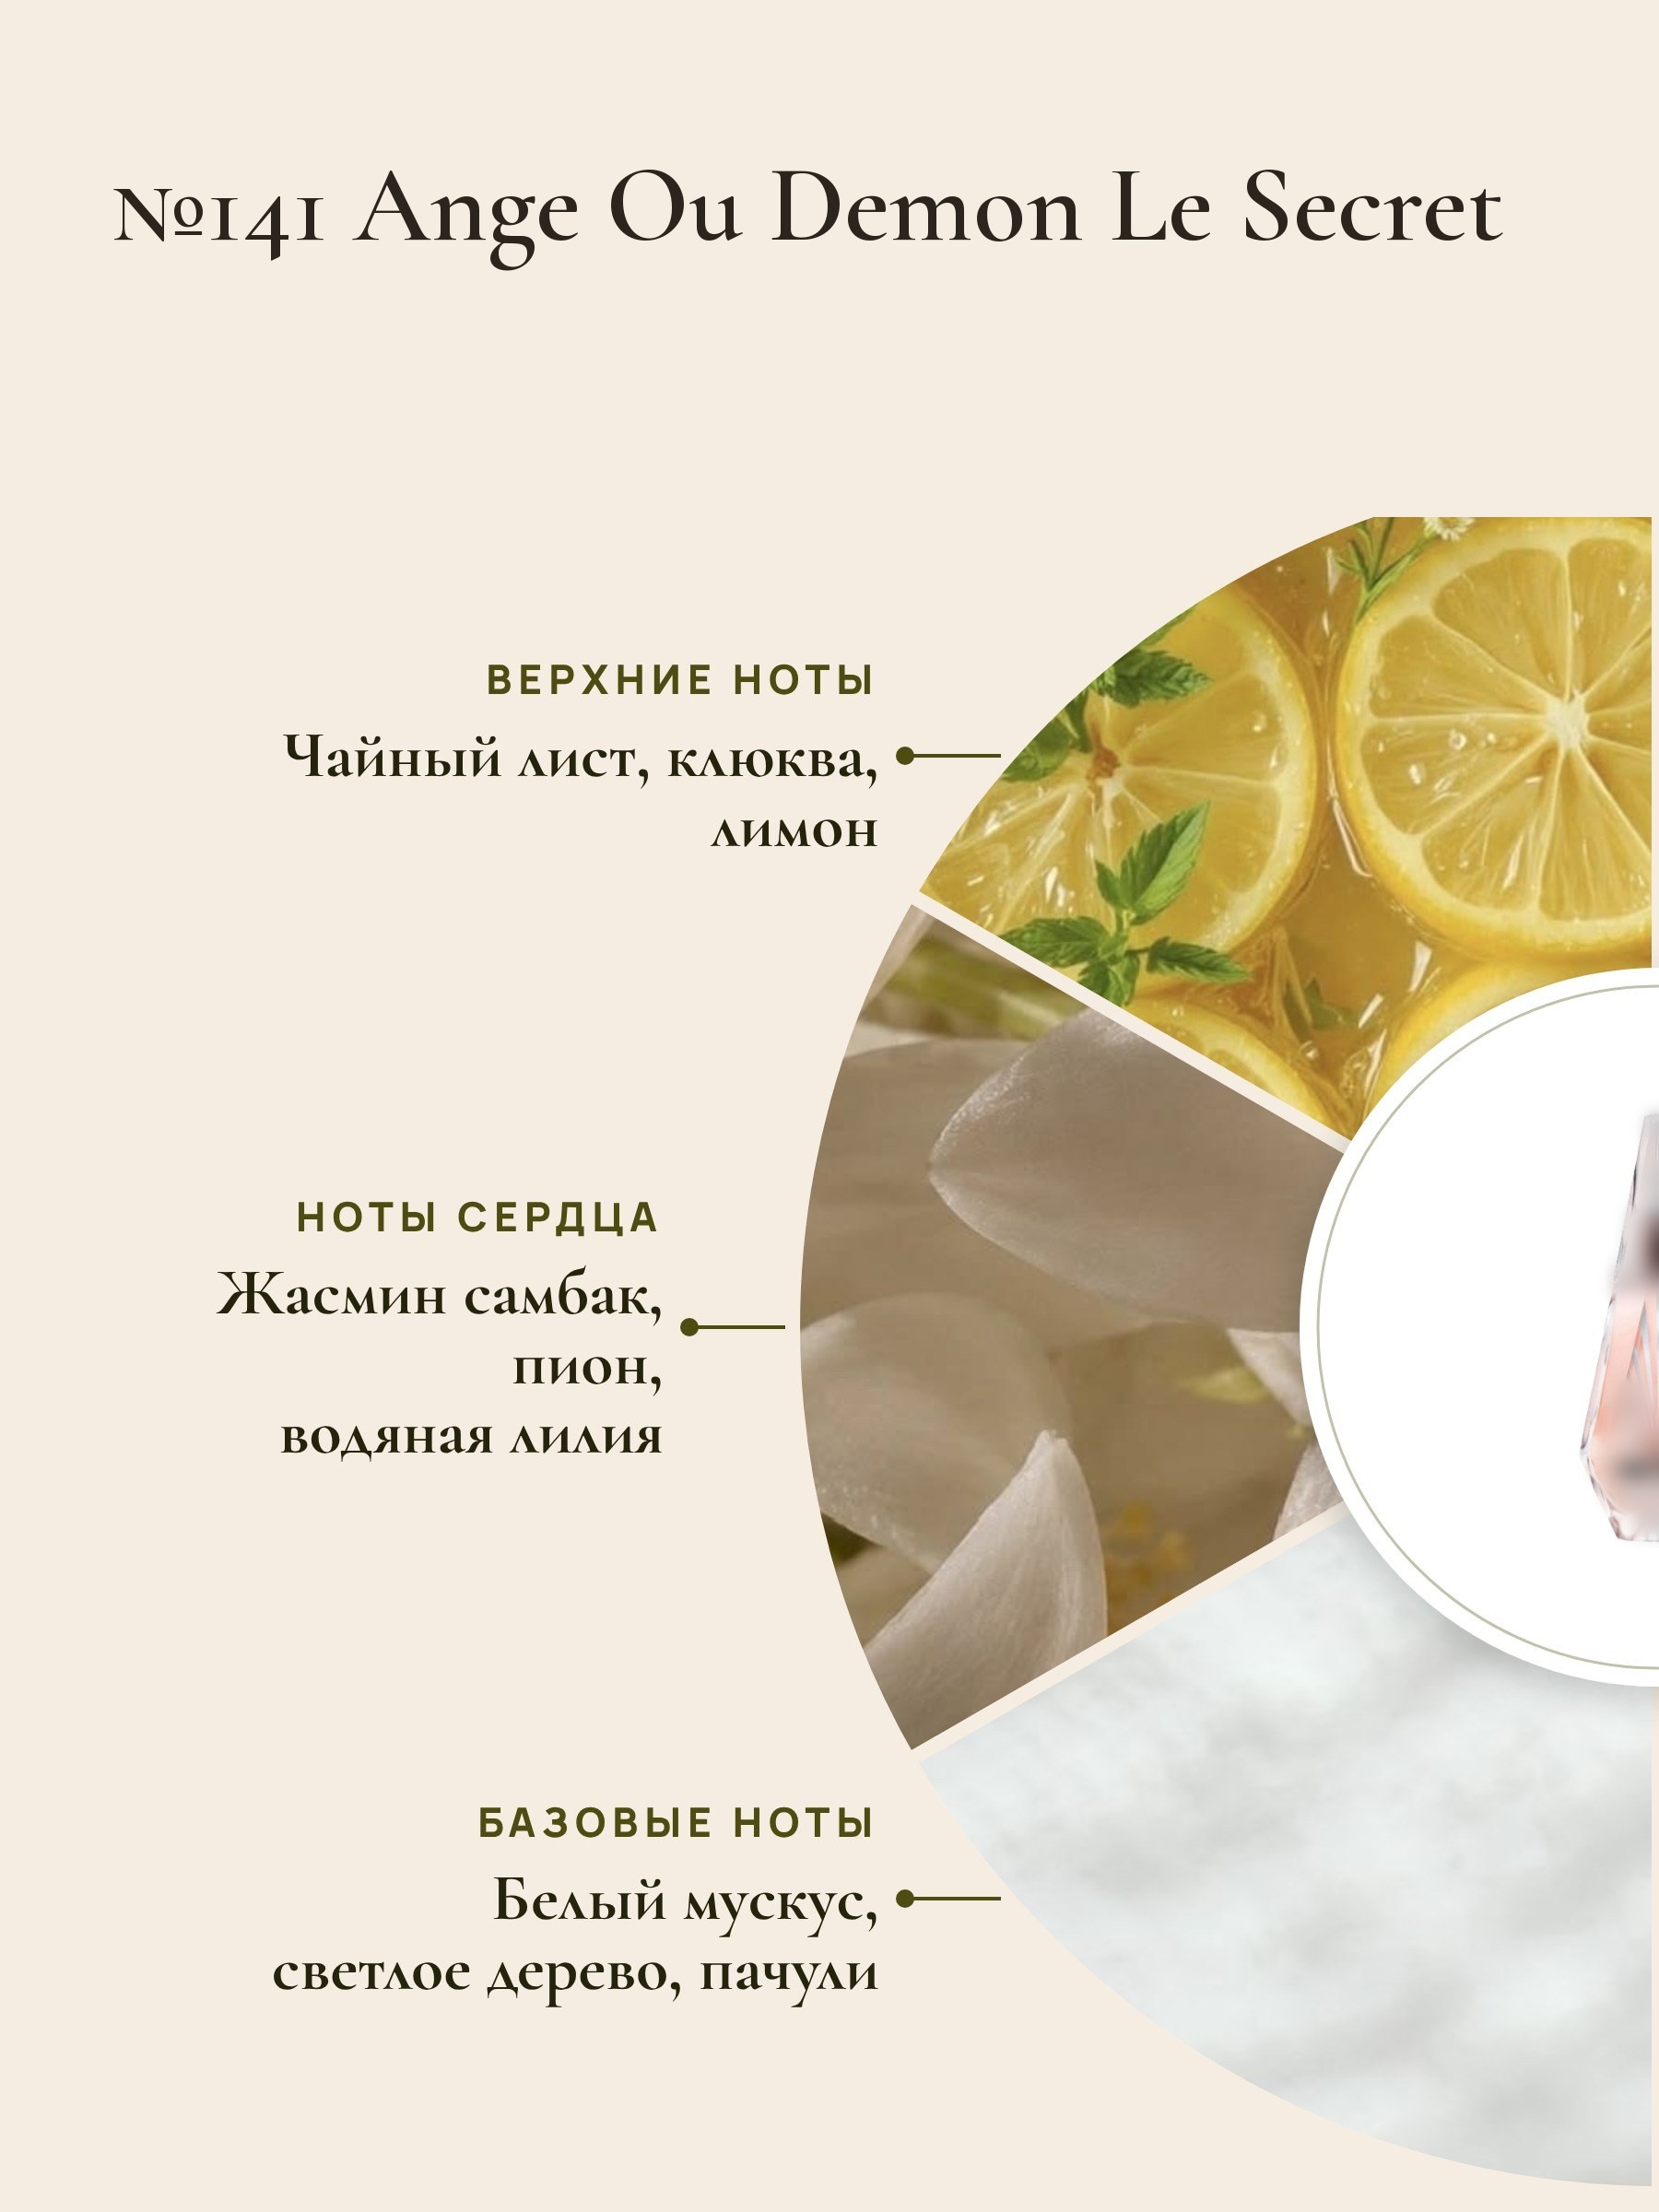 №141 Ange Ou Demon Le Secret
ВЕРХНИЕ НОТЫ
Чайный лист, клюква,
лимон
НОТЫ СЕРДЦА
Жасмин самбак,
пион,
водяная лилия
БАЗОВЫЕ НОТЫ
Белый мускус,
светлое дерево, пачули